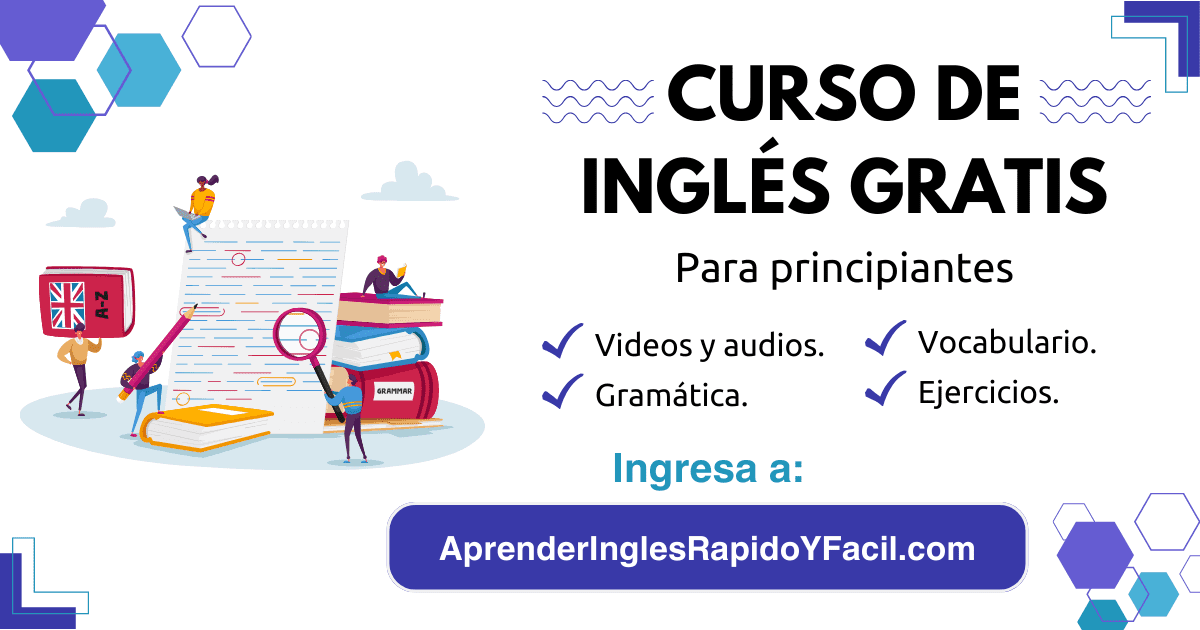 CURSO DE
INGLÉS GRATIS
Para principiantes
Videos y audios.
Vocabulario.
Gramática.
Ejercicios.
A-Z
GRAMMAR
Ingresa a:
AprenderInglesRapidoYFacil.com